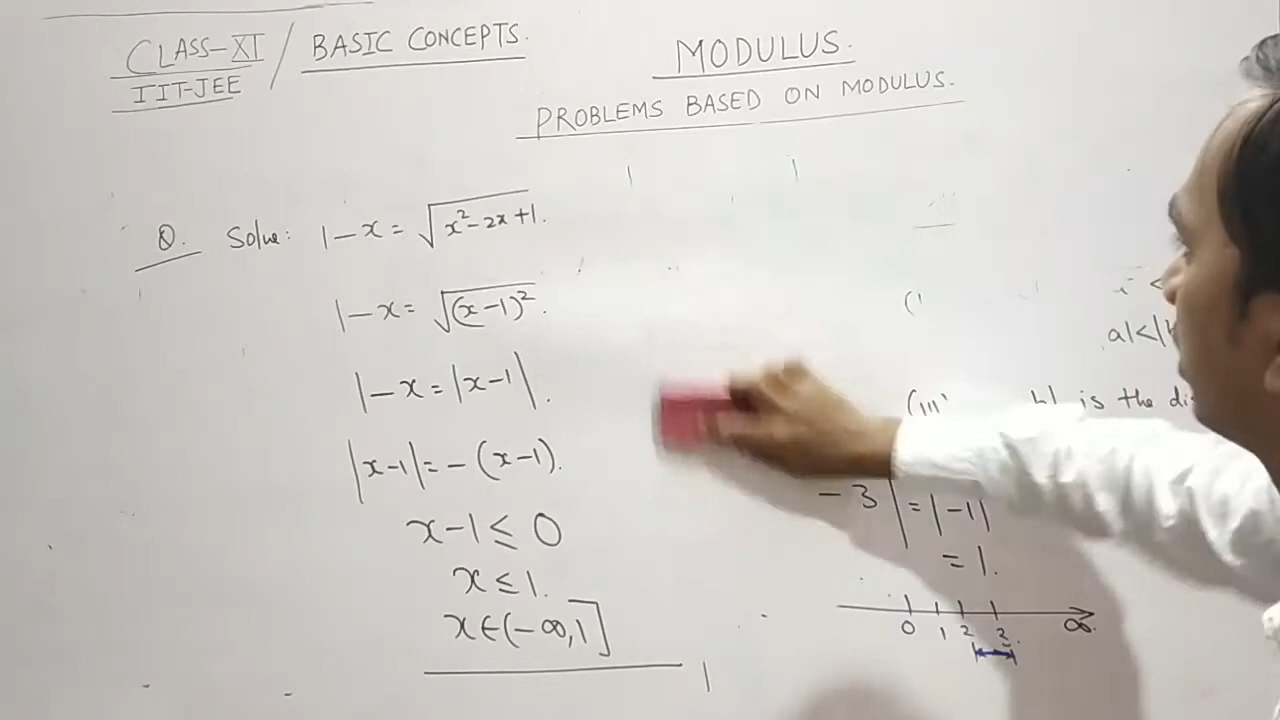 CLASS-XI / BASIC CONCEPTS.
IIT-JEE
MODULUS.
PROBLEMS BASED ON MODULUS.
Q. Solve: 1-x = √(x²-2x+1).
1-x = √(x-1)².
1-x = |x-1|.
|x-1| = -(x-1).
x-1 ≤ 0
x ≤ 1.
x ∈ (-∞,1]
is the
-3| = |-1|
= 1.
0 1 2 3.
∞.